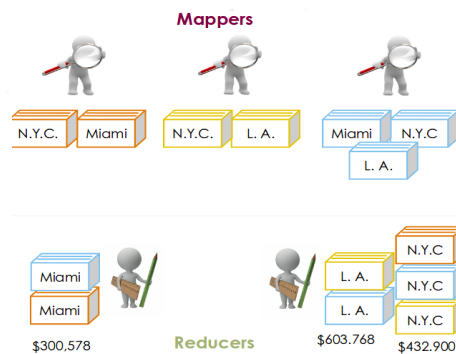 Mappers
N.Y.C.
Miami
N.Y.C.
L. A.
Miami
N.Y.C
L. A.
N.Y.C
Miami
L. A.
N.Y.C
Miami
L. A.
N.Y.C
$300,578
Reducers
$603.768
$432.900